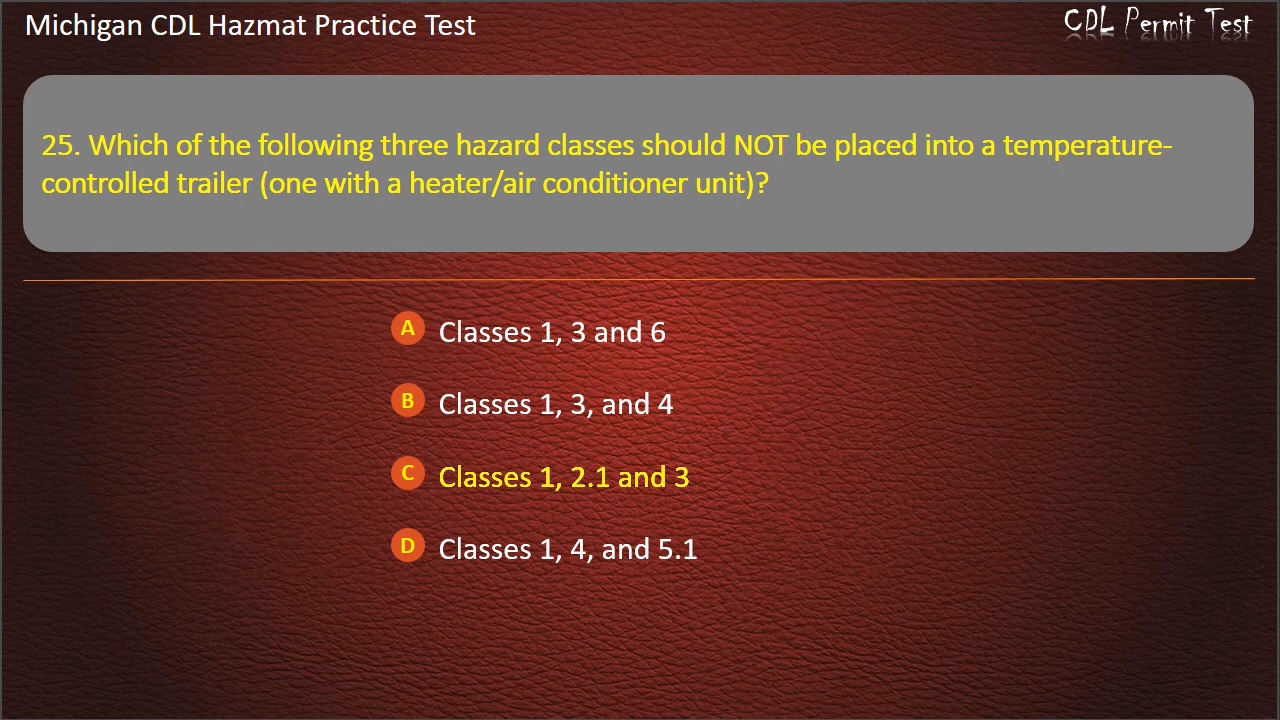 Michigan CDL Hazmat Practice Test
CDL Permit Test
25. Which of the following three hazard classes should NOT be placed into a temperature-
controlled trailer (one with a heater/air conditioner unit)?
A Classes 1, 3 and 6
B Classes 1, 3, and 4
C Classes 1, 2.1 and 3
D Classes 1, 4, and 5.1